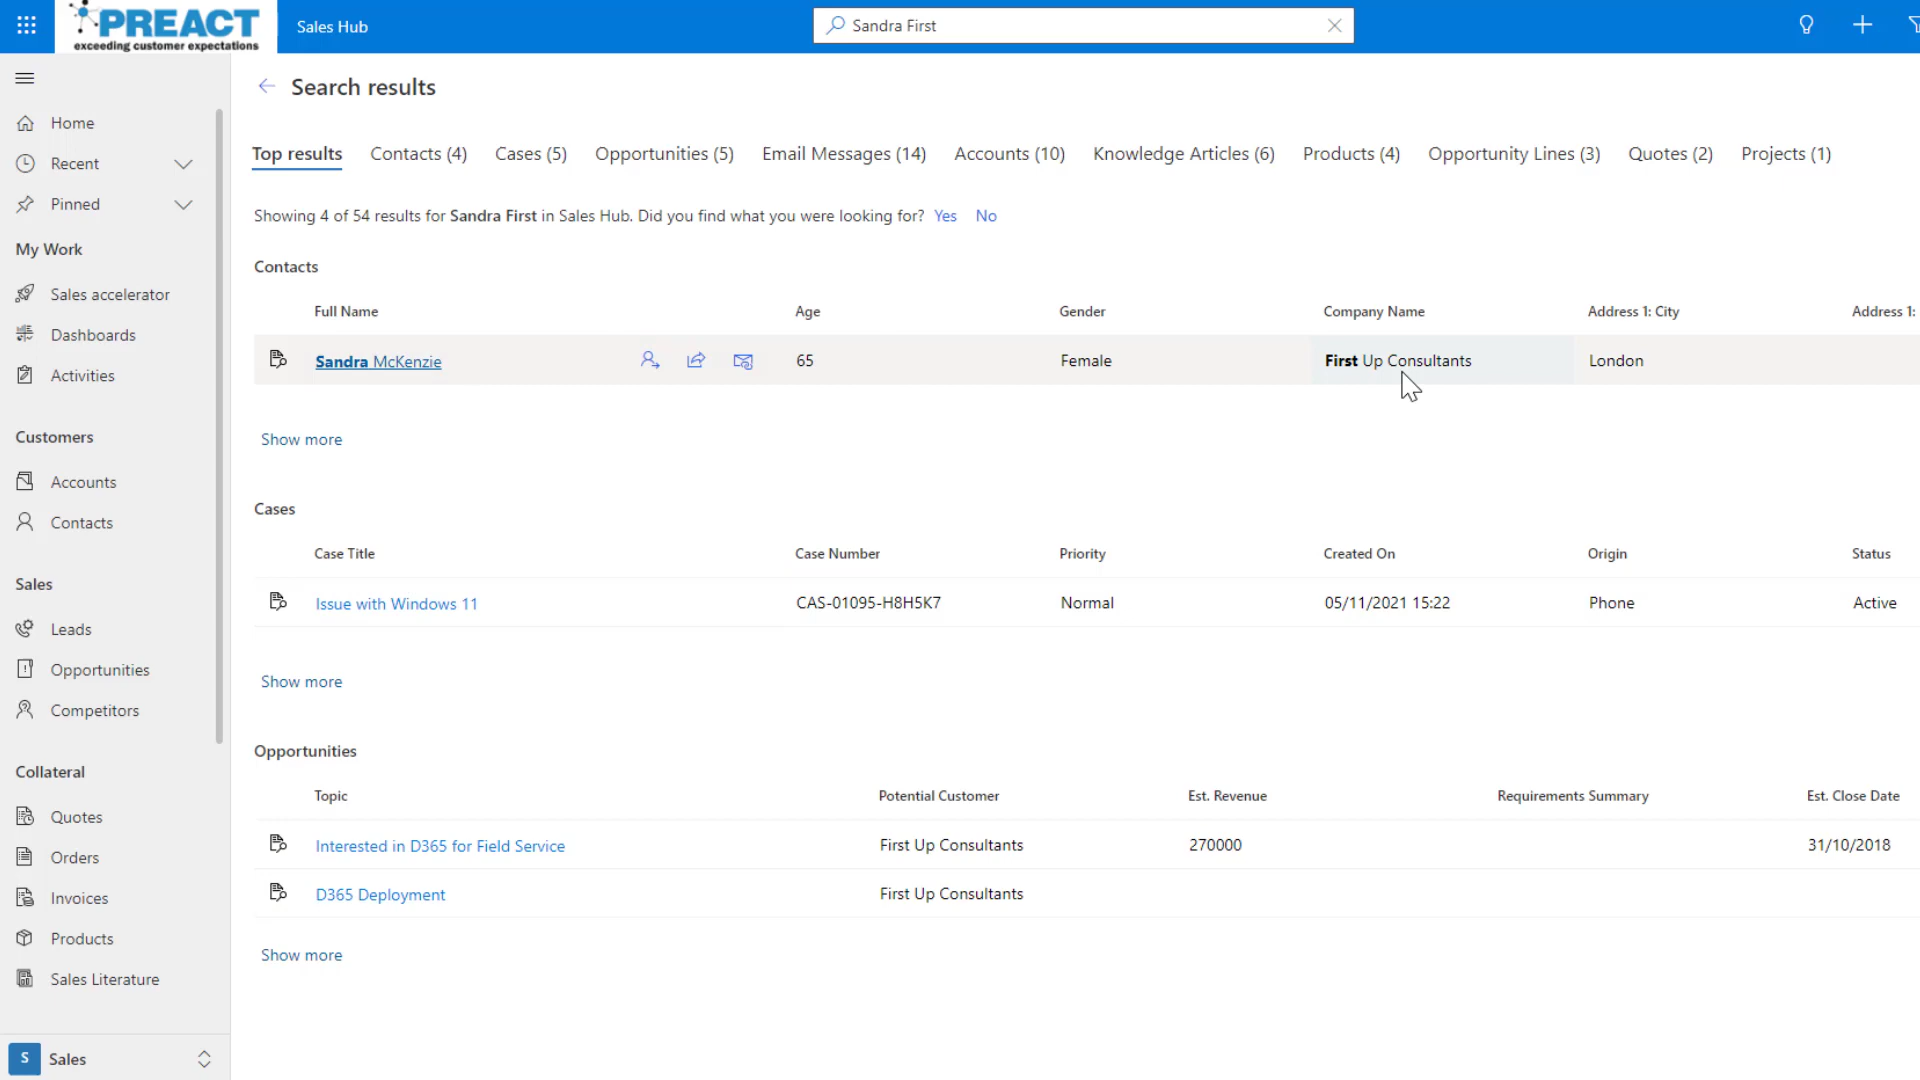 PREACT
exceeding customer expectations
Sales Hub
Sandra First
Search results
Home
Recent
Pinned
My Work
Sales accelerator
Dashboards
Activities
Customers
Accounts
Contacts
Sales
Leads
Opportunities
Competitors
Collateral
Quotes
Orders
Invoices
Products
Sales Literature
S Sales
Top results Contacts (4) Cases (5) Opportunities (5) Email Messages (14) Accounts (10) Knowledge Articles (6) Products (4) Opportunity Lines (3) Quotes (2) Projects (1)
Showing 4 of 54 results for Sandra First in Sales Hub. Did you find what you were looking for? Yes No
Contacts
Full Name Age Gender Company Name Address 1: City Address 1:
Sandra McKenzie 65 Female First Up Consultants London
Show more
Cases
Case Title Case Number Priority Created On Origin Status
Issue with Windows 11 CAS-01095-H8H5K7 Normal 05/11/2021 15:22 Phone Active
Show more
Opportunities
Topic Potential Customer Est. Revenue Requirements Summary Est. Close Date
Interested in D365 for Field Service First Up Consultants 270000 31/10/2018
D365 Deployment First Up Consultants
Show more